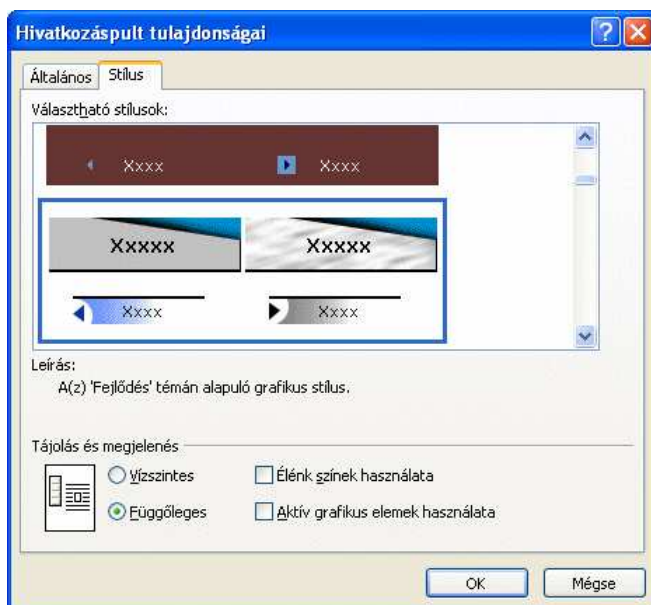 Hivatkozáspult tulajdonságai
Általános Stílus
Választható stílusok:
Xxxx Xxxx
Xxxxx Xxxxx
Xxxx Xxxx
Leírás:
A(z) 'Fejlődés' témán alapuló grafikus stílus.
Tájolás és megjelenés
Vízszintes Élénk színek használata
Függőleges Aktív grafikus elemek használata
OK Mégse